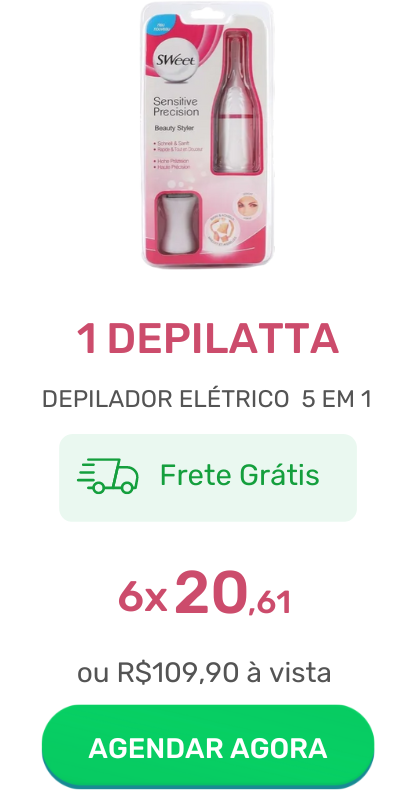 SWeet
Sensitive
Precision
Beauty Styler
1 DEPILATTA
DEPILADOR ELÉTRICO 5 EM 1
Frete Grátis
6x 20,61
ou R$109,90 à vista
AGENDAR AGORA